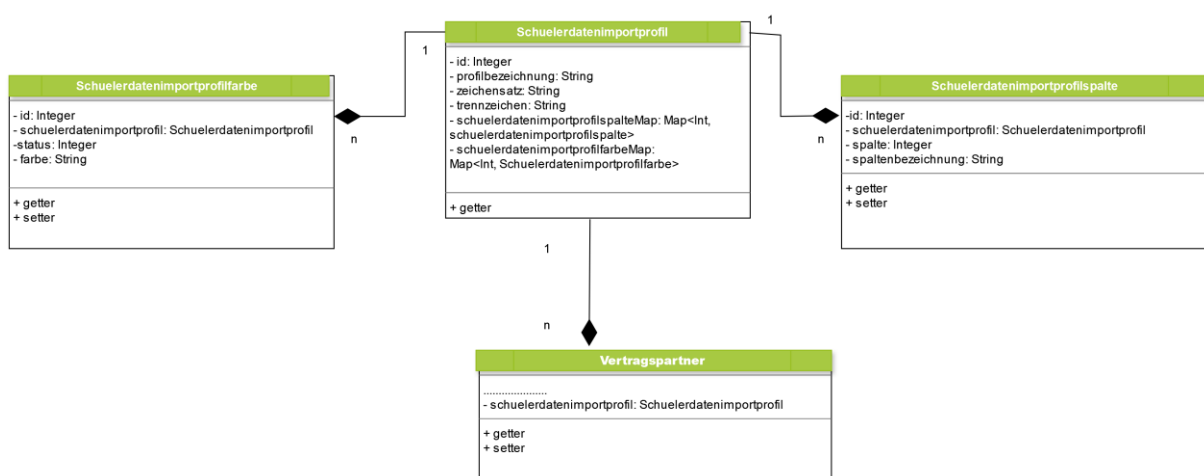 Schuelerdatenimportprofilfarbe
- id: Integer
- schuelerdatenimportprofil: Schuelerdatenimportprofil
-status: Integer
- farbe: String
+ getter
+ setter
n
1
Schuelerdatenimportprofil
- id: Integer
- profilbezeichnung: String
- zeichensatz: String
- trennzeichen: String
- schuelerdatenimportprofilspalteMap: Map<Int,
schuelerdatenimportprofilspalte>
- schuelerdatenimportprofilfarbeMap:
Map<Int, Schuelerdatenimportprofilfarbe>
+ getter
1
n
Schuelerdatenimportprofilspalte
-id: Integer
- schuelerdatenimportprofil: Schuelerdatenimportprofil
- spalte: Integer
- spaltenbezeichnung: String
+ getter
+ setter
1
n
Vertragspartner
.....................
- schuelerdatenimportprofil: Schuelerdatenimportprofil
+ getter
+ setter